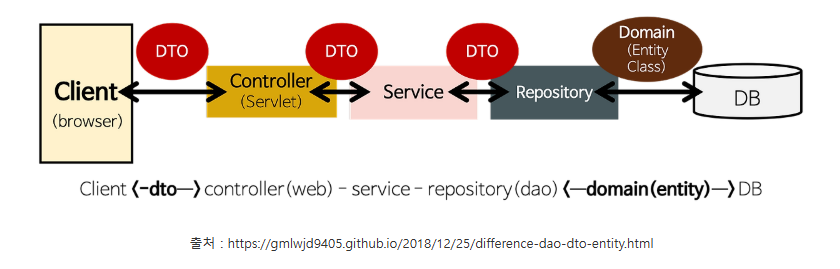 DTO
DTO
DTO
Domain
(Entity
Class)
Client
(browser)
Controller
(Servlet)
Service
Repository
DB
Client <-dto—> controller(web) - service - repository(dao) <—domain(entity)—> DB
출처 : https://gmlwjd9405.github.io/2018/12/25/difference-dao-dto-entity.html